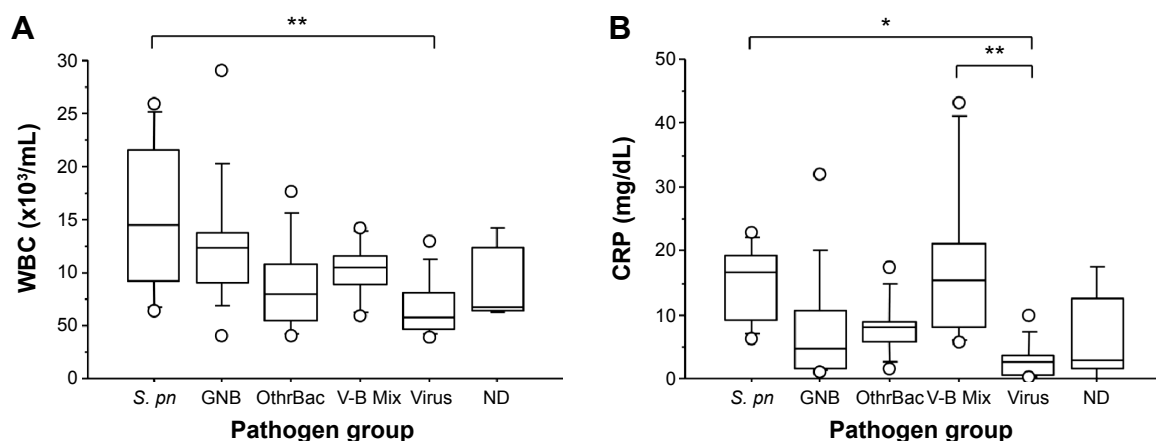 A
**
WBC (x10³/mL)
30
25
20
15
10
50
0
S. pn GNB OthrBac V-B Mix Virus ND
Pathogen group
B
*
**
CRP (mg/dL)
50
40
30
20
10
0
S. pn GNB OthrBac V-B Mix Virus ND
Pathogen group